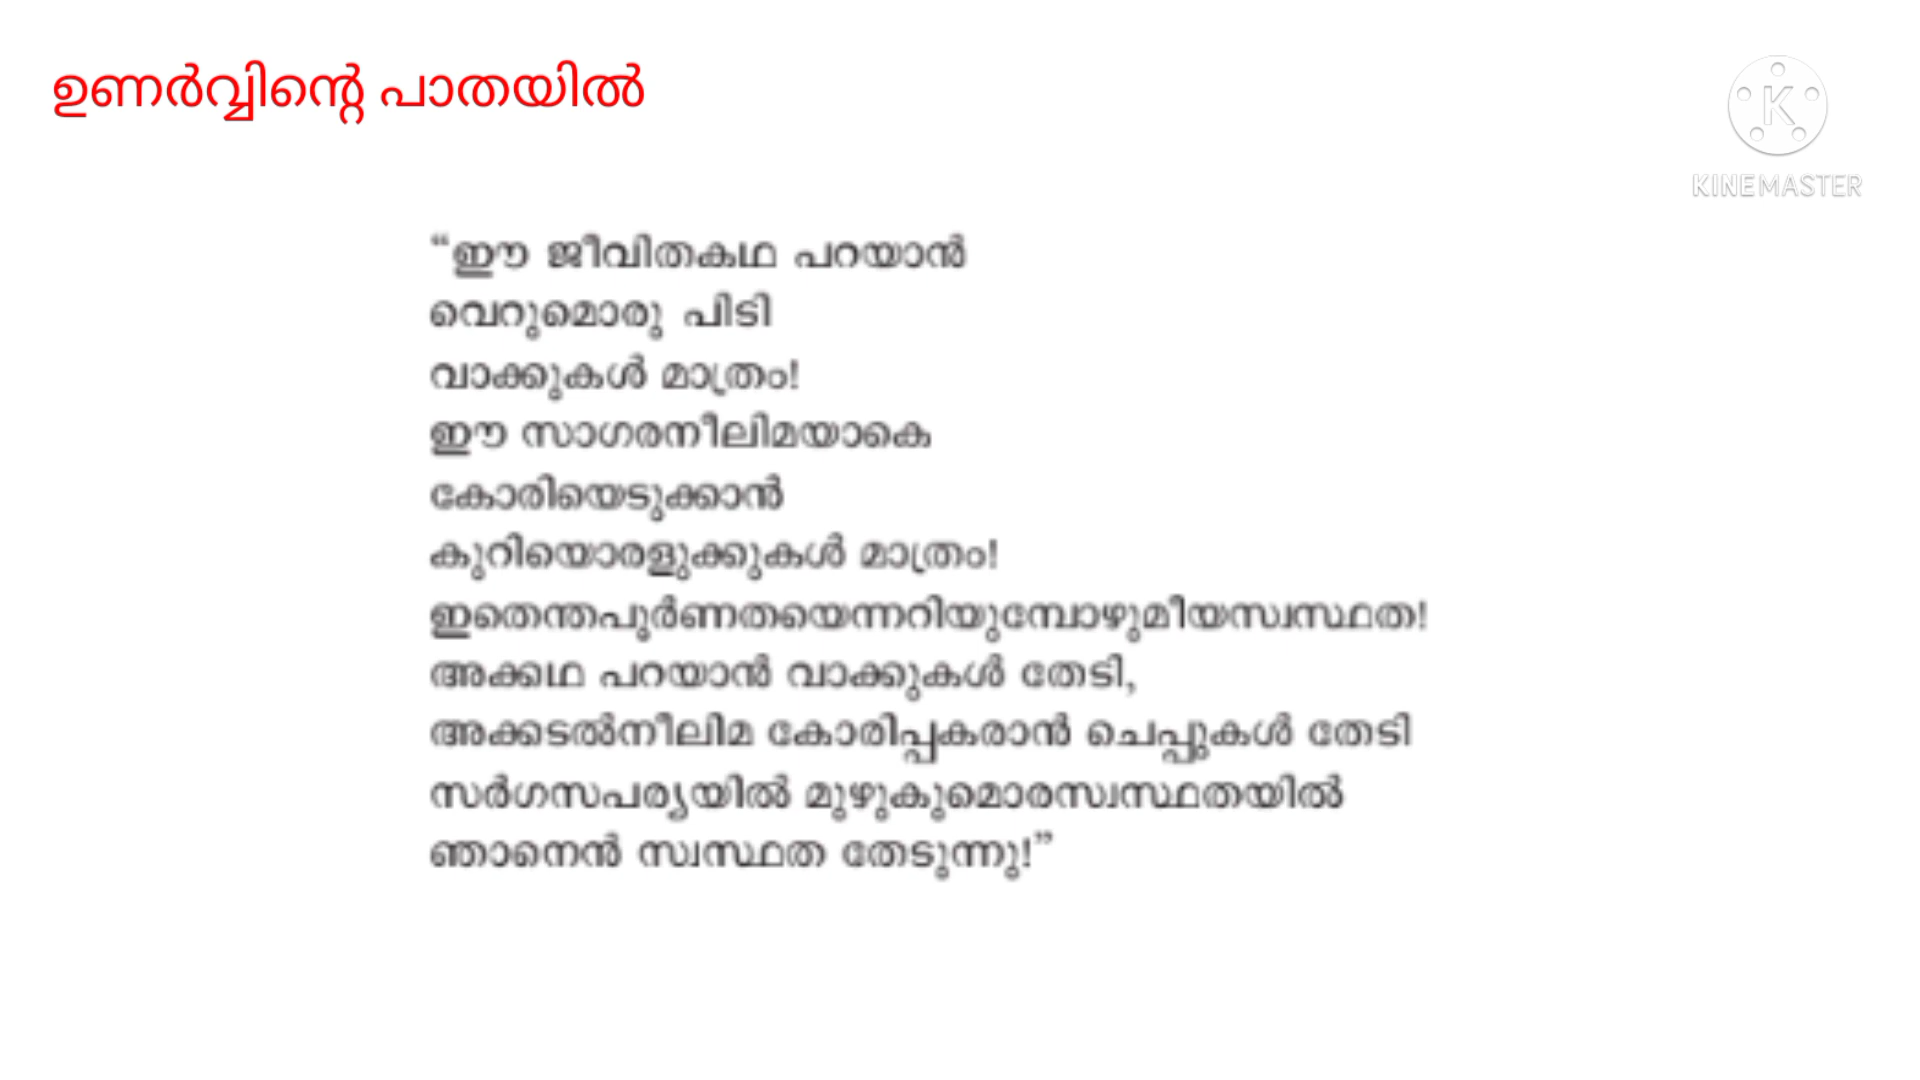 ഉണർവ്വിന്റെ പാതയിൽ
KINEMASTER
“ഈ ജീവിതകഥ പറയാൻ
വെറുമൊരു പിടി
വാക്കുകൾ മാത്രം!
ഈ സാഗരനീലിമയാകെ
കോരിയെടുക്കാൻ
കുറിയൊരളുക്കുകൾ മാത്രം!
ഇതെന്തപൂർണതയെന്നറിയുമ്പോഴുമീയസ്വസ്ഥത!
അക്കഥ പറയാൻ വാക്കുകൾ തേടി,
അക്കടൽനീലിമ കോരിപ്പകരാൻ ചെപ്പുകൾ തേടി
സർഗസപര്യയിൽ മുഴുകുമൊരസ്വസ്ഥതയിൽ
ഞാനെൻ സ്വസ്ഥത തേടുന്നു!”